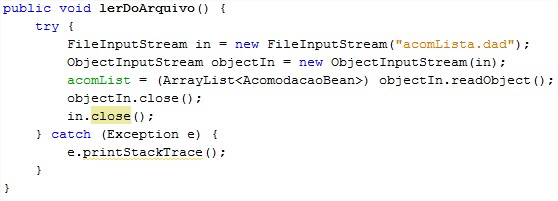 public void lerDoArquivo() {
    try {
        FileInputStream in = new FileInputStream("acomLista.dad");
        ObjectInputStream objectIn = new ObjectInputStream(in);
        acomList = (ArrayList<AcomodacaoBean>) objectIn.readObject();
        objectIn.close();
        in.close();
    } catch (Exception e) {
        e.printStackTrace();
    }
}